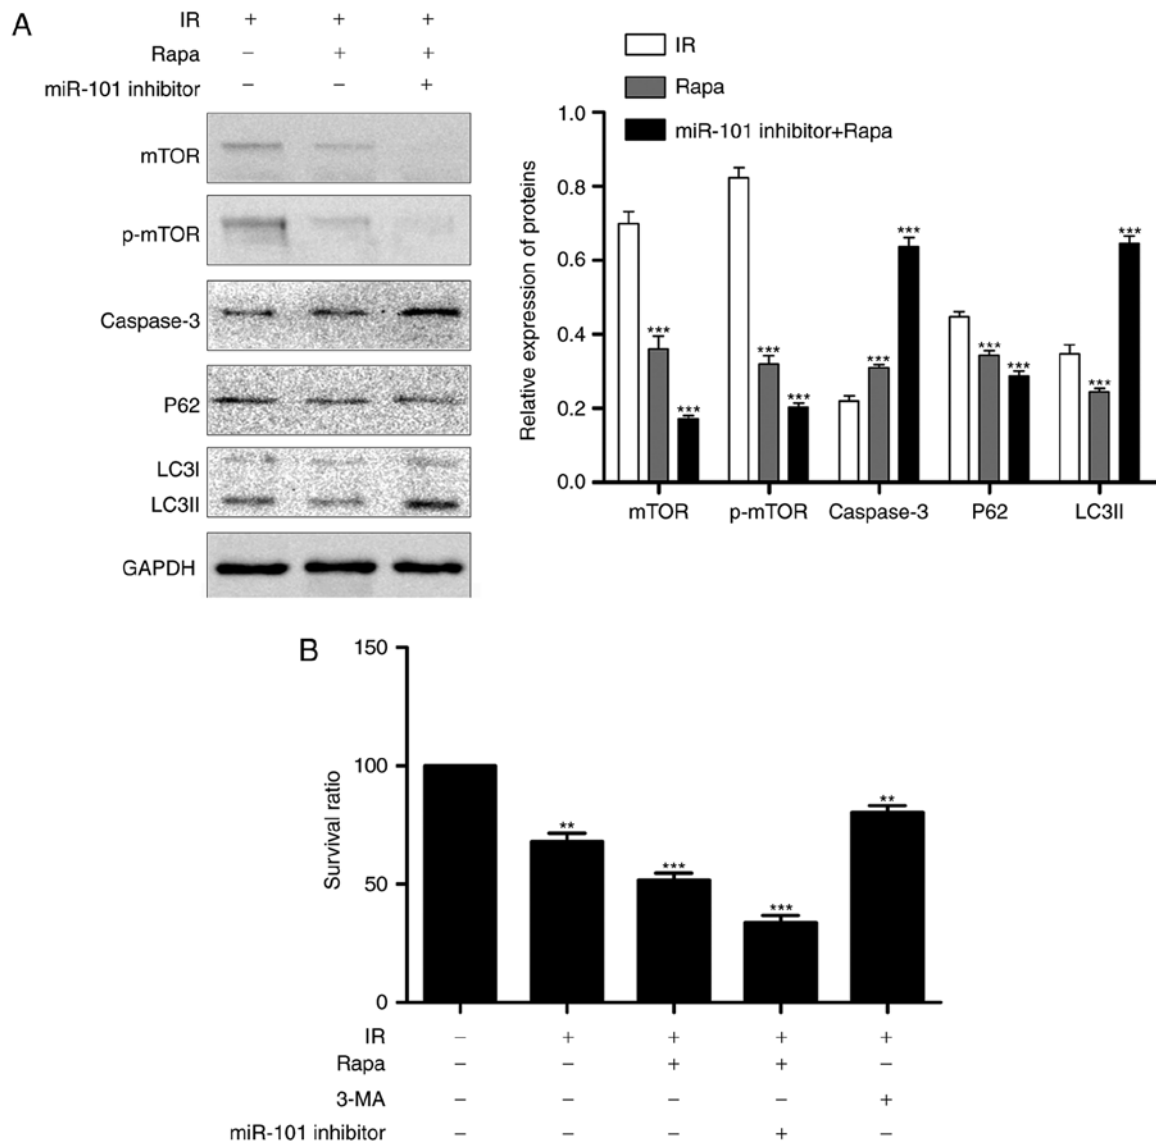 A
IR + + +
Rapa − + +
miR-101 inhibitor − − +
mTOR
p-mTOR
Caspase-3
P62
LC3I
LC3II
GAPDH
IR
Rapa
miR-101 inhibitor+Rapa
Relative expression of proteins
1.0
0.8
0.6
0.4
0.2
0.0
*** *** *** *** *** *** *** *** *** ***
mTOR p-mTOR Caspase-3 P62 LC3II
B
Survival ratio
150
100
50
0
** *** *** **
IR − + + + +
Rapa − − + + −
3-MA − − − − +
miR-101 inhibitor − − − + −